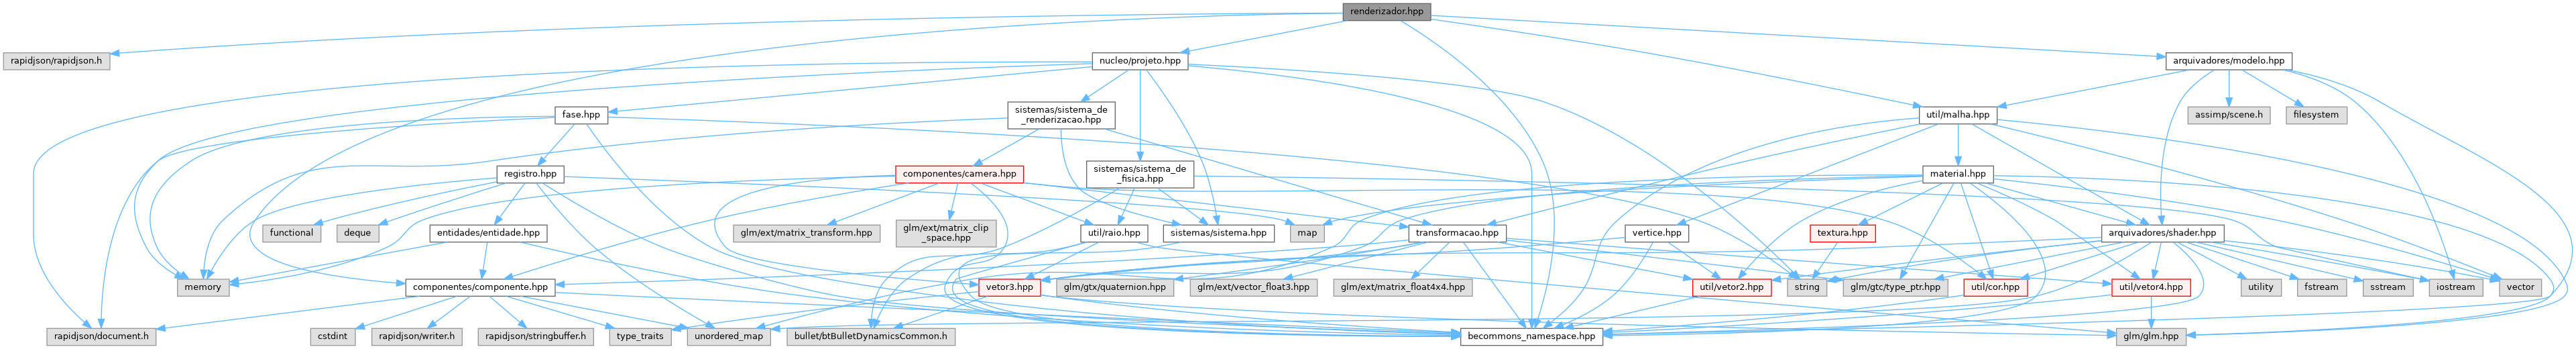 renderizador.hpp
rapidjson/rapidjson.h
nucleo/projeto.hpp
arquivadores/modelo.hpp
fase.hpp
sistemas/sistema_de
_renderizacao.hpp
util/malha.hpp
assimp/scene.h
filesystem
registro.hpp
componentes/camera.hpp
sistemas/sistema_de
_fisica.hpp
material.hpp
functional
deque
entidades/entidade.hpp
glm/ext/matrix_transform.hpp
glm/ext/matrix_clip
_space.hpp
util/raio.hpp
sistemas/sistema.hpp
map
transformacao.hpp
vertice.hpp
textura.hpp
arquivadores/shader.hpp
memory
componentes/componente.hpp
vetor3.hpp
glm/gtx/quaternion.hpp
glm/ext/vector_float3.hpp
glm/ext/matrix_float4x4.hpp
util/vetor2.hpp
string
glm/gtc/type_ptr.hpp
util/cor.hpp
util/vetor4.hpp
utility
fstream
sstream
iostream
vector
rapidjson/document.h
cstdint
rapidjson/writer.h
rapidjson/stringbuffer.h
type_traits
unordered_map
bullet/btBulletDynamicsCommon.h
becommons_namespace.hpp
glm/glm.hpp